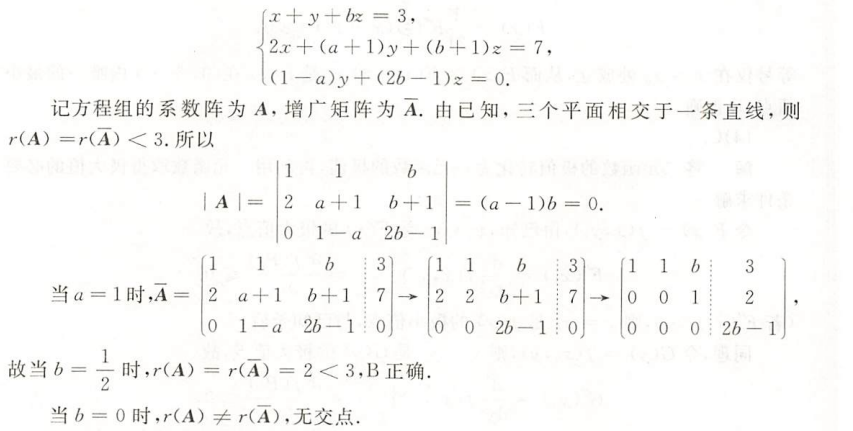 x + y + bz = 3,
2x + (a + 1)y + (b + 1)z = 7,
(1 - a)y + (2b - 1)z = 0.
记方程组的系数阵为 A，增广矩阵为 A̅. 由已知，三个平面相交于一条直线，则
r(A) = r(A̅) < 3. 所以
| A | = | 1 1 b ; 2 a+1 b+1 ; 0 1-a 2b-1 | = (a - 1)b = 0.
当 a = 1 时, A̅ = [1 1 b ⋮ 3 ; 2 a+1 b+1 ⋮ 7 ; 0 1-a 2b-1 ⋮ 0] → [1 1 b ⋮ 3 ; 2 2 b+1 ⋮ 7 ; 0 0 2b-1 ⋮ 0] → [1 1 b ⋮ 3 ; 0 0 1 ⋮ 2 ; 0 0 0 ⋮ 2b-1],
故当 b = 1/2 时, r(A) = r(A̅) = 2 < 3, B 正确.
当 b = 0 时, r(A) ≠ r(A̅), 无交点.